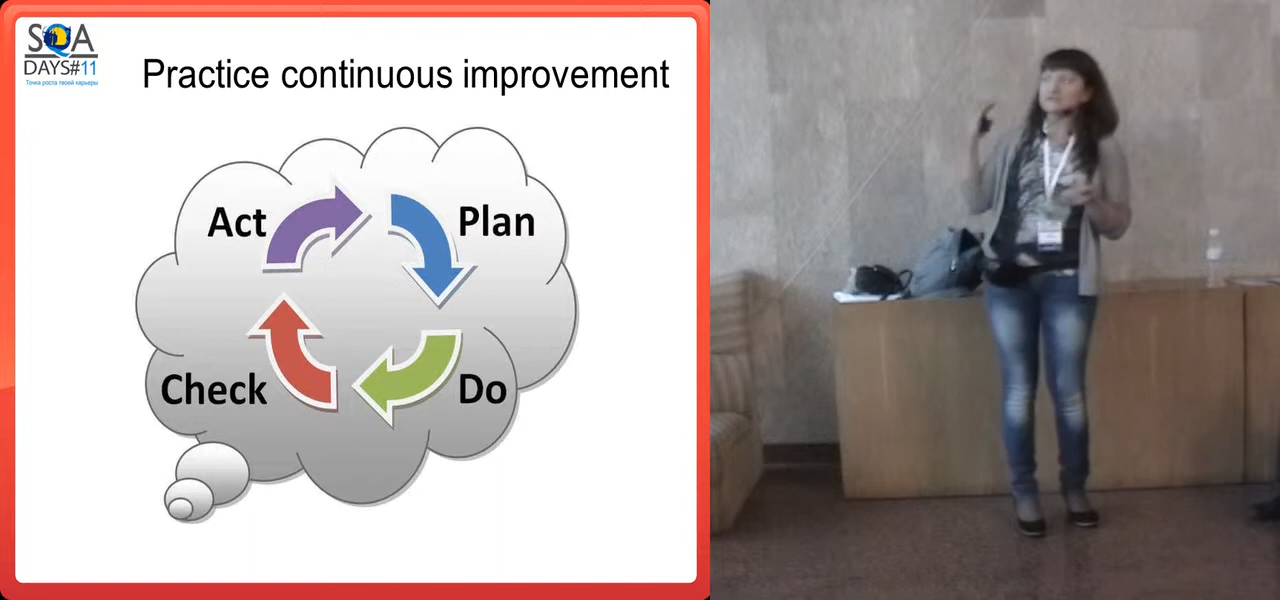 SQA
DAYS#11
Точка роста твоей карьеры
Practice continuous improvement
Act
Plan
Check
Do